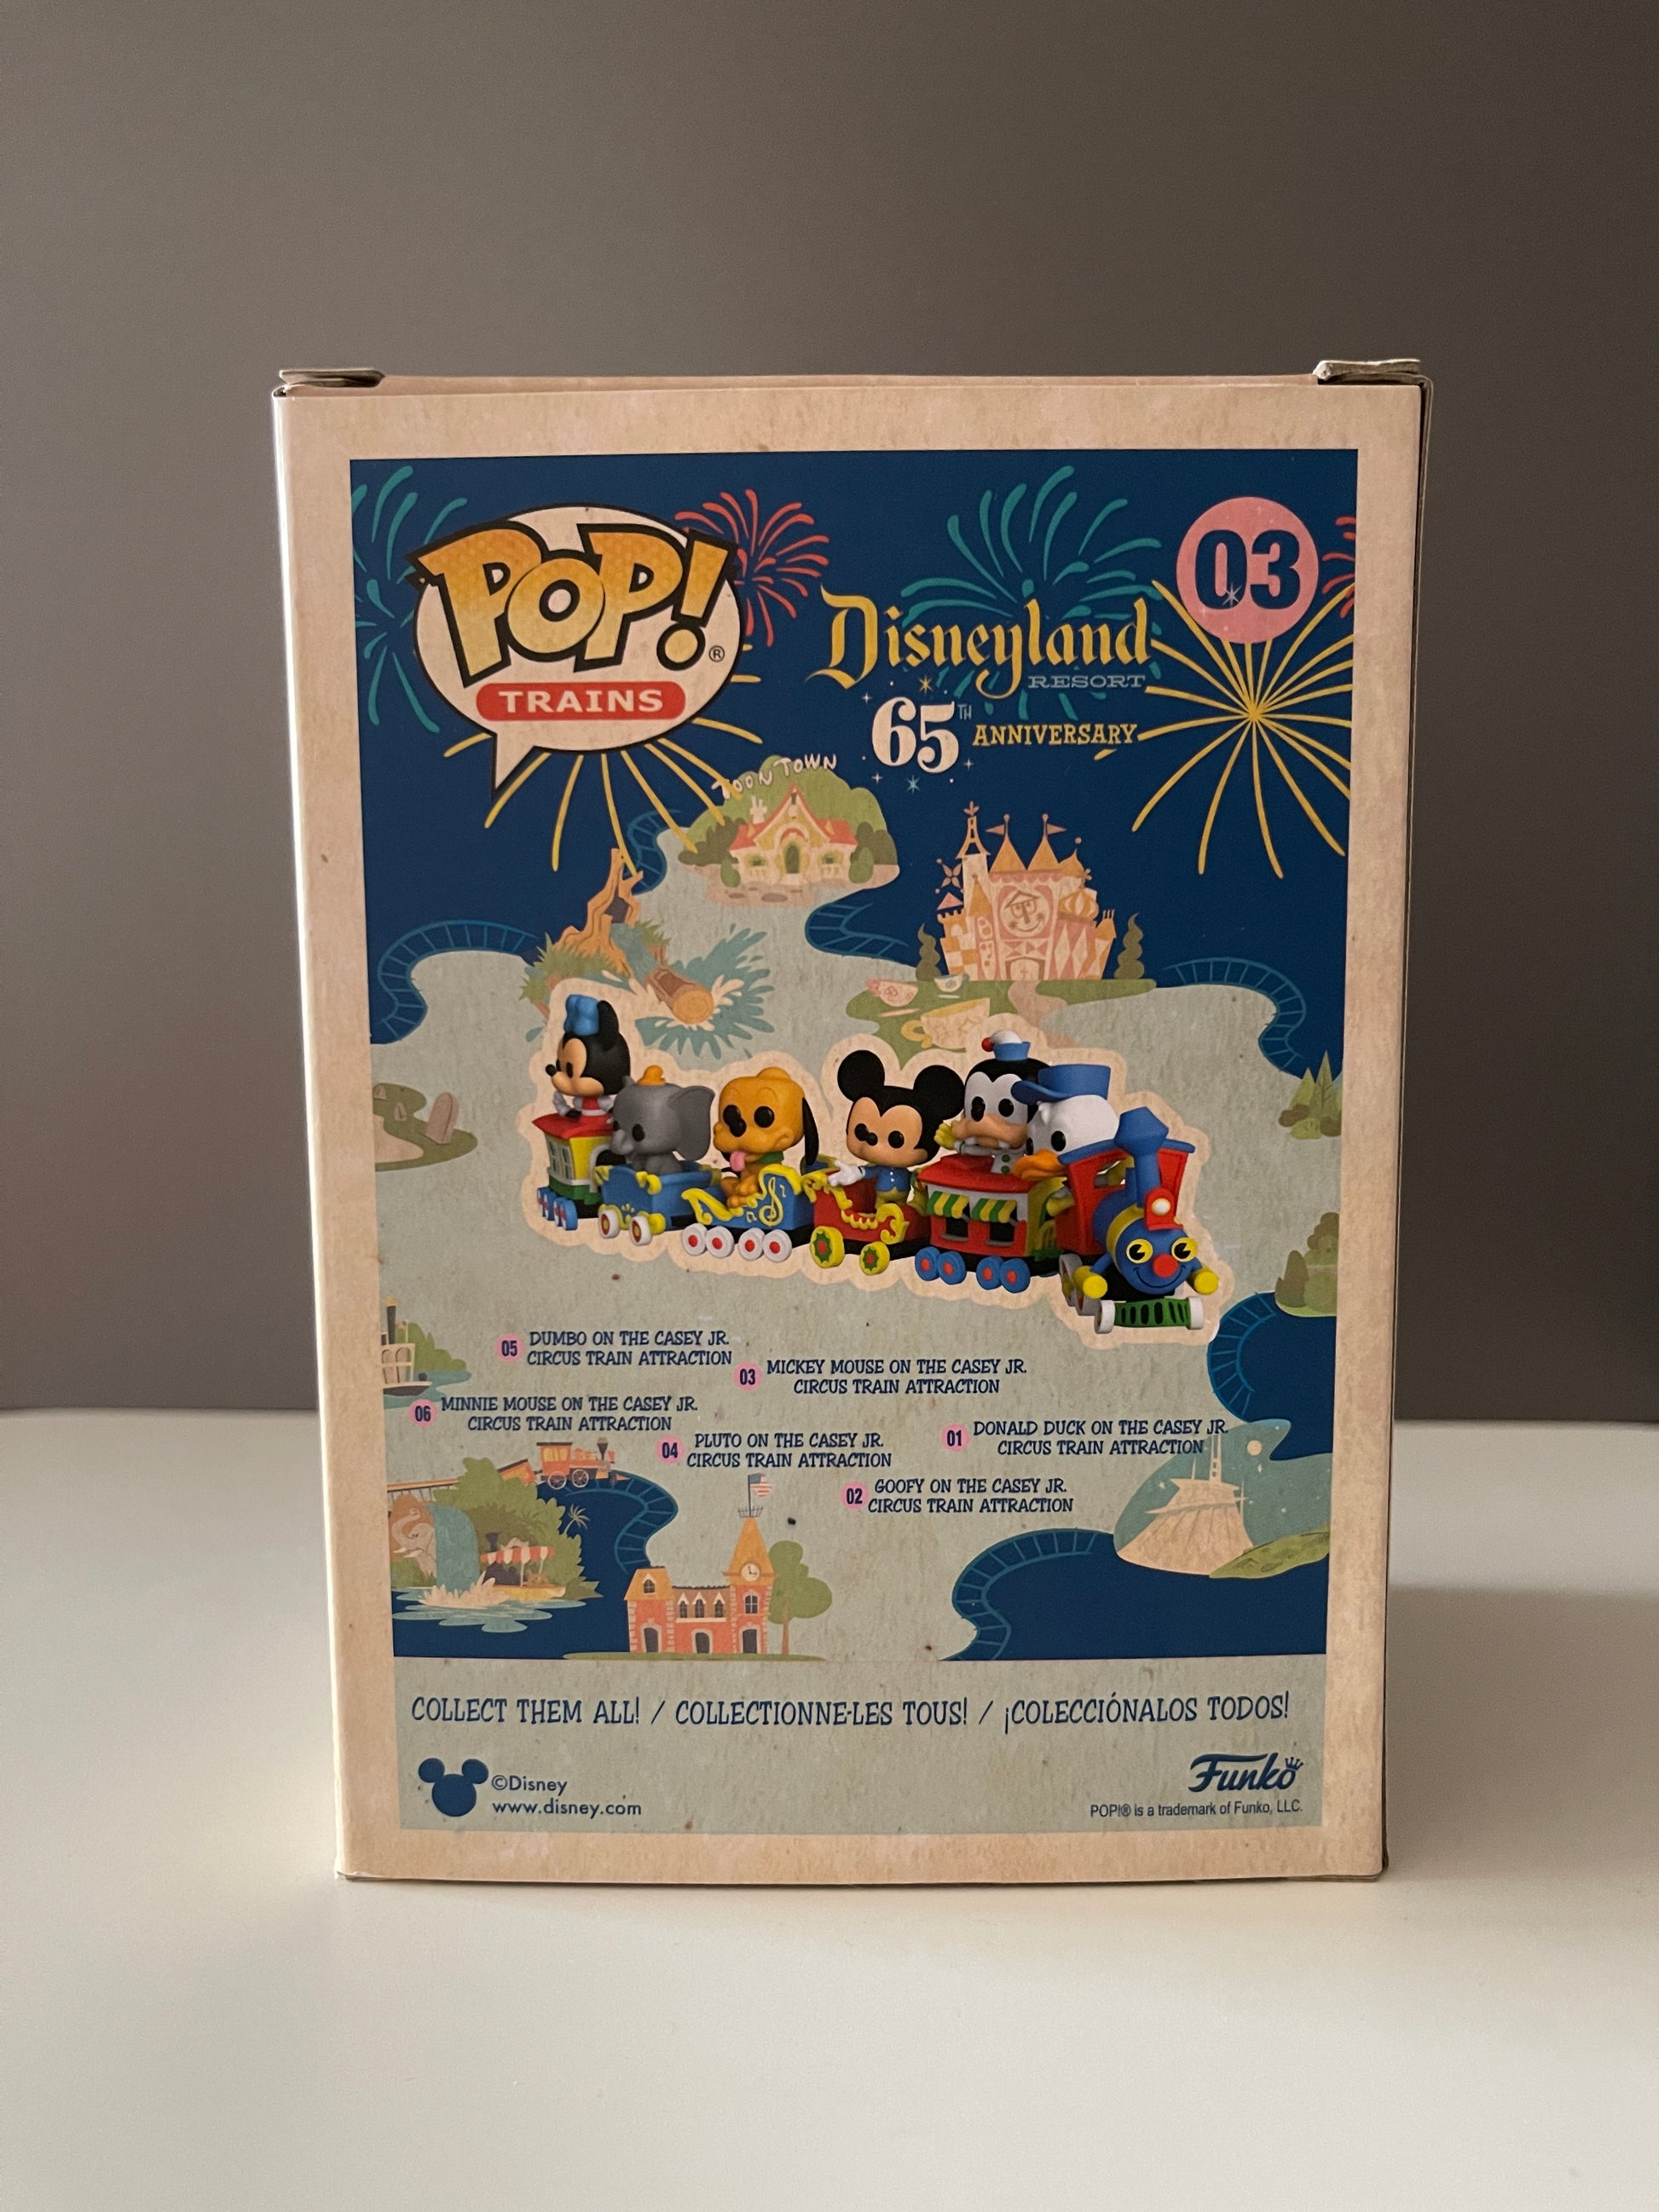 POP!®
TRAINS
03
Disneyland
RESORT
65TH ANNIVERSARY
TOONTOWN
05 DUMBO ON THE CASEY JR.
CIRCUS TRAIN ATTRACTION
03 MICKEY MOUSE ON THE CASEY JR.
CIRCUS TRAIN ATTRACTION
06 MINNIE MOUSE ON THE CASEY JR.
CIRCUS TRAIN ATTRACTION
04 PLUTO ON THE CASEY JR.
CIRCUS TRAIN ATTRACTION
01 DONALD DUCK ON THE CASEY JR.
CIRCUS TRAIN ATTRACTION
02 GOOFY ON THE CASEY JR.
CIRCUS TRAIN ATTRACTION
COLLECT THEM ALL! / COLLECTIONNE-LES TOUS! / ¡COLECCIÓNALOS TODOS!
©Disney
www.disney.com
Funko
POP!® is a trademark of Funko, LLC.